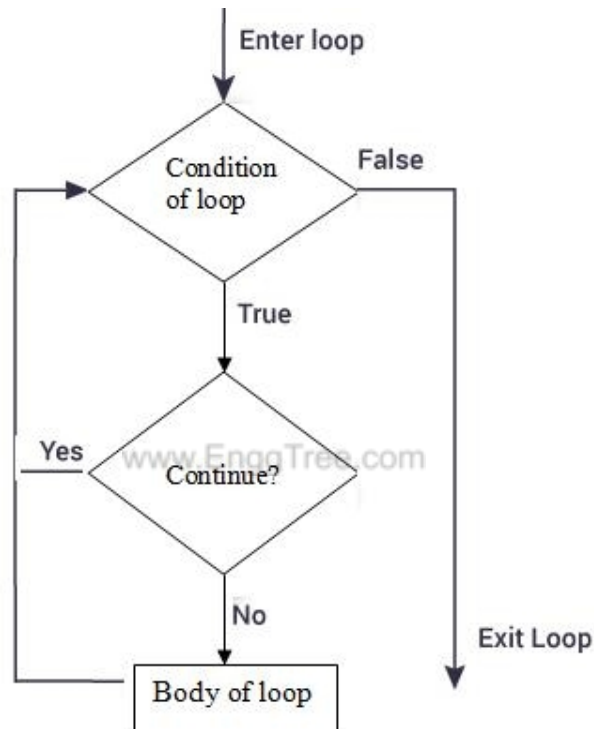 Enter loop
Condition
of loop
False
True
Yes
www.EnggTree.com
Continue?
No
Exit Loop
Body of loop